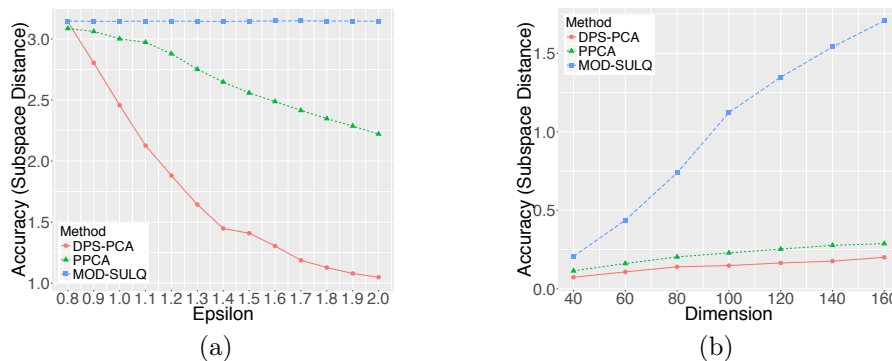 Accuracy (Subspace Distance)
3.0
2.5
2.0
1.5
1.0
Method
DPS-PCA
PPCA
MOD-SULQ
0.8 0.9 1.0 1.1 1.2 1.3 1.4 1.5 1.6 1.7 1.8 1.9 2.0
Epsilon
(a)
Accuracy (Subspace Distance)
1.5
1.0
0.5
0.0
Method
DPS-PCA
PPCA
MOD-SULQ
40 60 80 100 120 140 160
Dimension
(b)